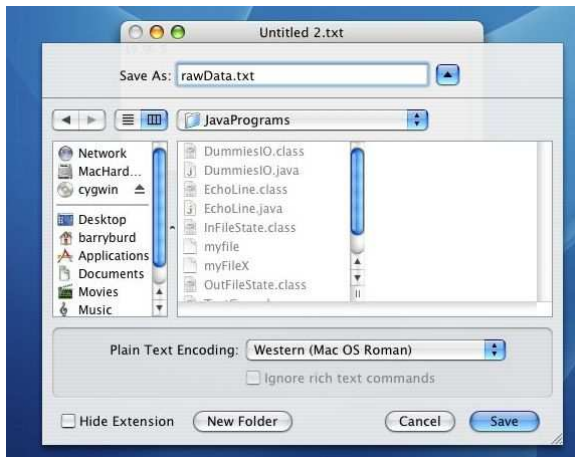 Untitled 2.txt
Save As: rawData.txt
JavaPrograms
Network
MacHard...
cygwin
Desktop
barryburd
Applications
Documents
Movies
Music
DummiesIO.class
DummiesIO.java
EchoLine.class
EchoLine.java
InFileState.class
myfile
myFileX
OutFileState.class
Plain Text Encoding: Western (Mac OS Roman)
Ignore rich text commands
Hide Extension New Folder Cancel Save